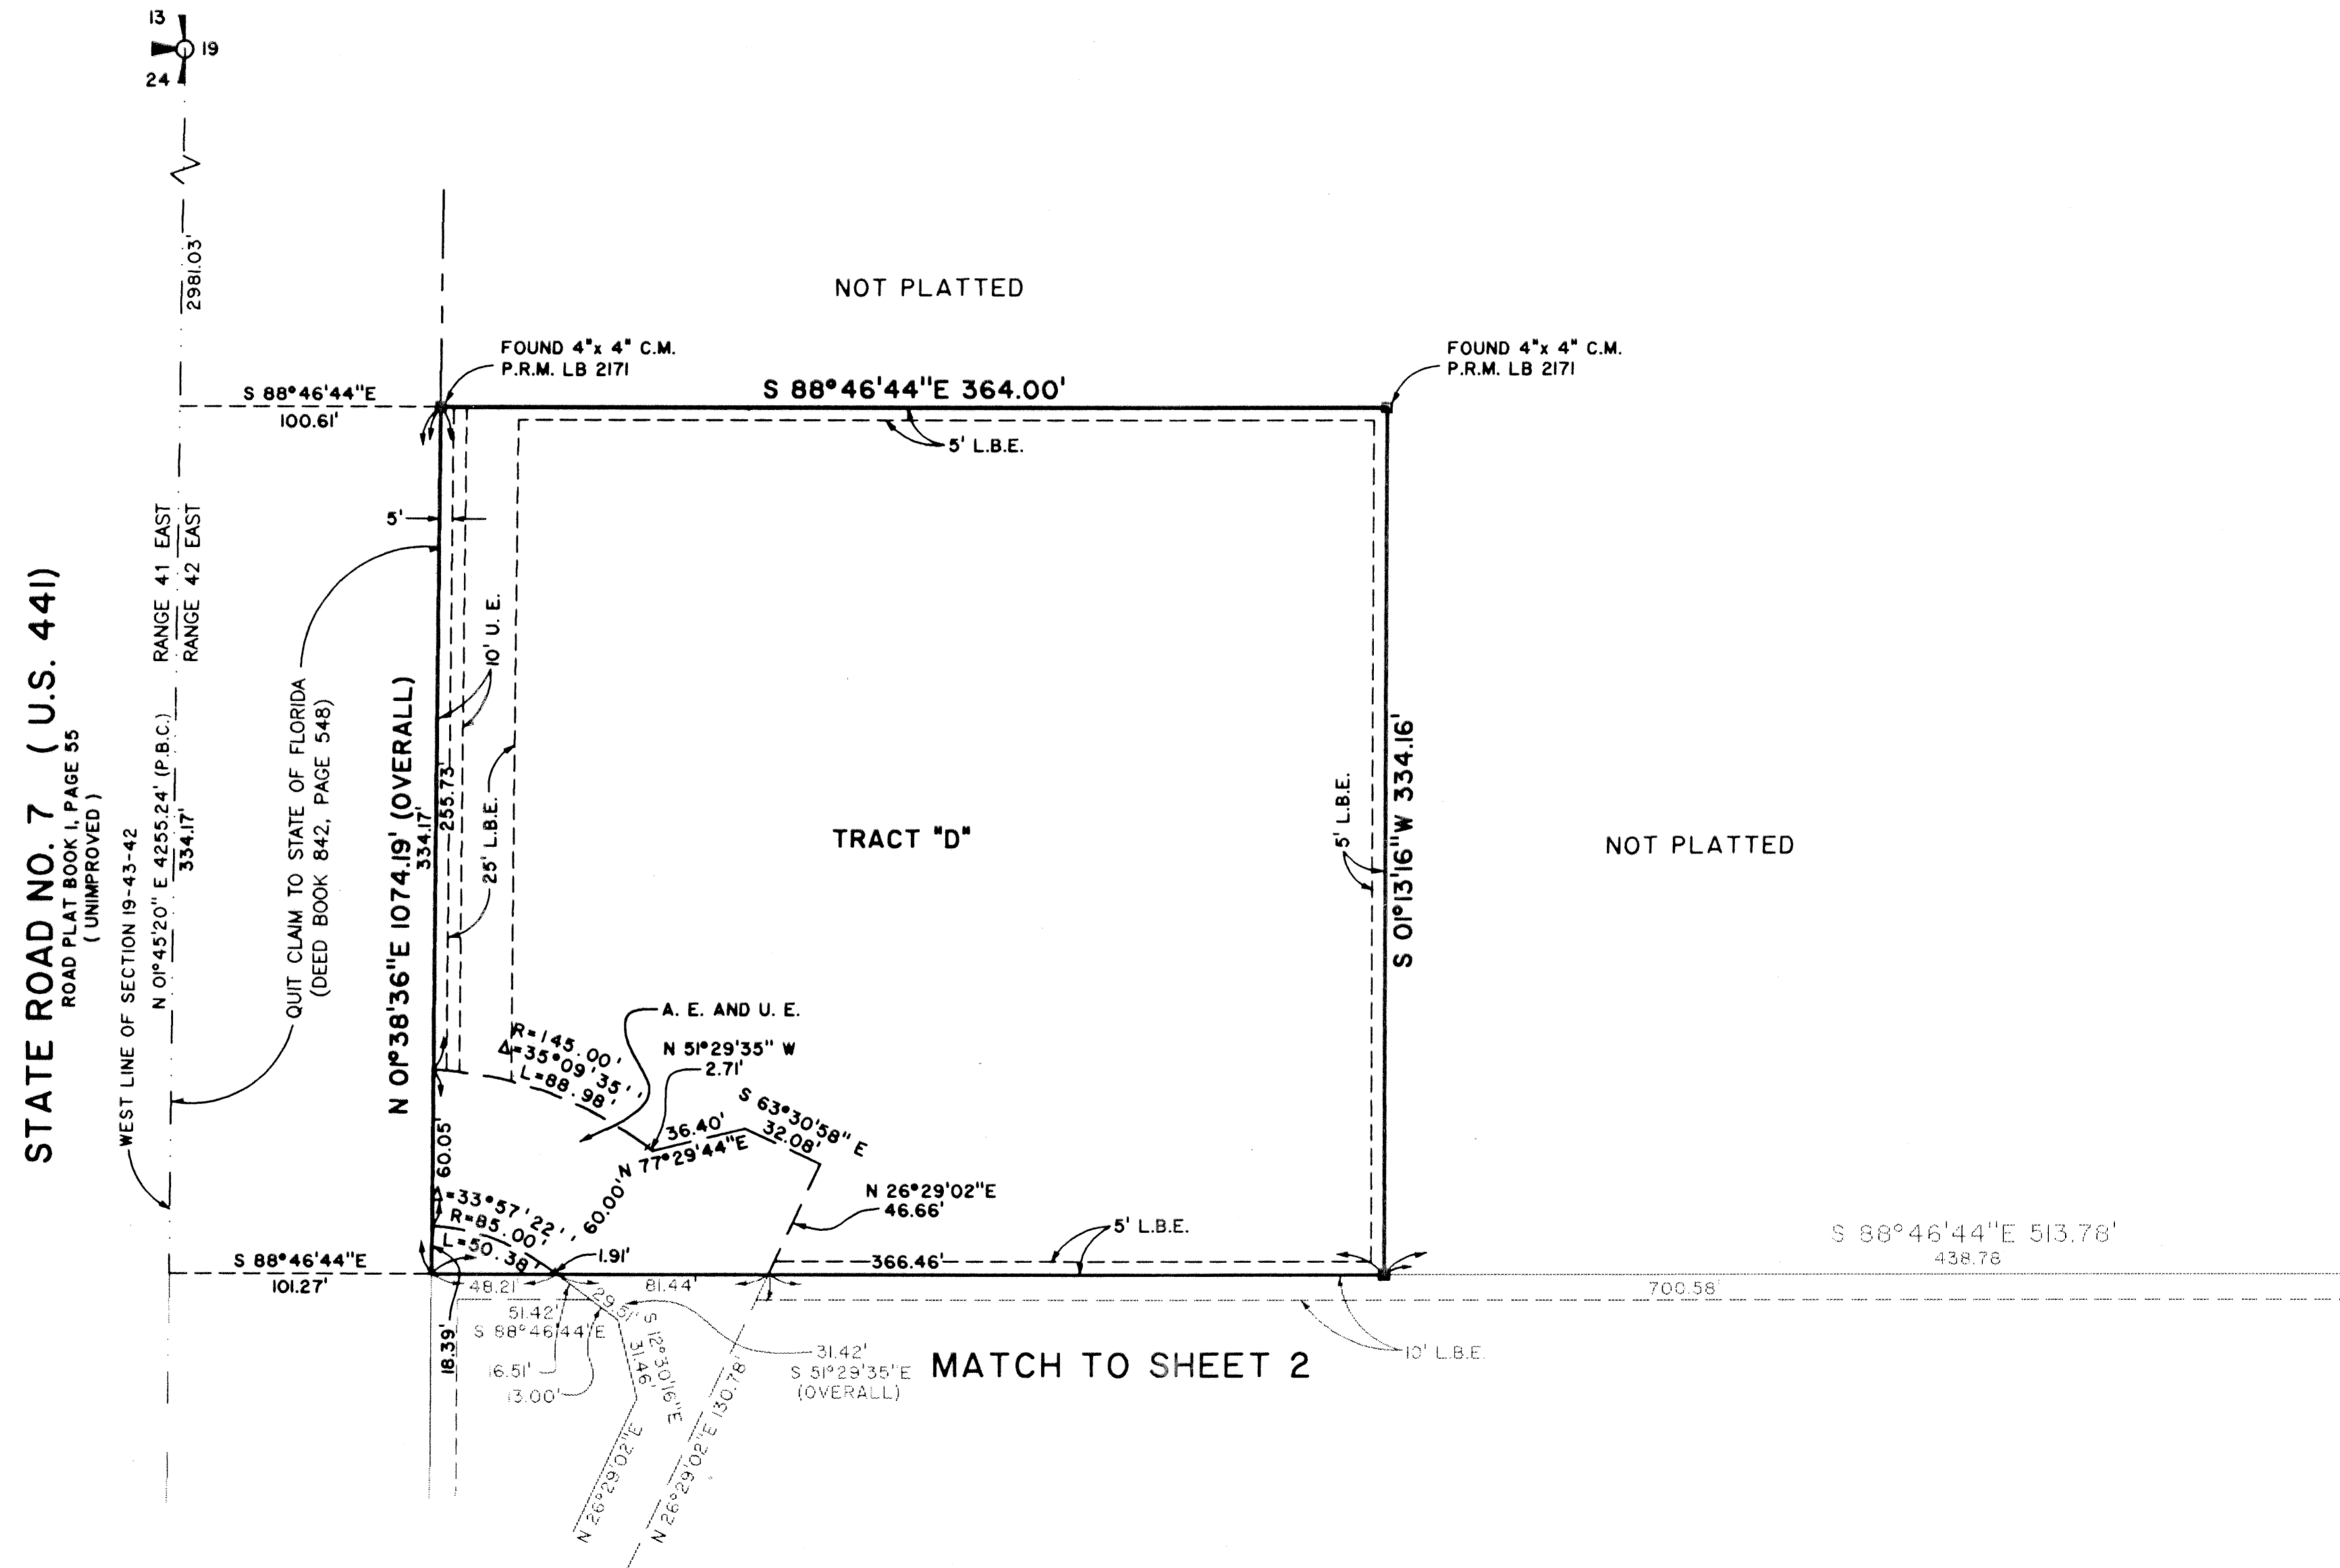 13
19
24
2981.03'
NOT PLATTED
FOUND 4"x 4" C.M.
P.R.M. LB 2171
FOUND 4"x 4" C.M.
P.R.M. LB 2171
S 88°46'44"E
100.61'
S 88°46'44"E 364.00'
5' L.B.E.
5'
STATE ROAD NO. 7 ( U.S. 441)
ROAD PLAT BOOK 1, PAGE 55
( UNIMPROVED )
WEST LINE OF SECTION 19-43-42
N 01°45'20" E 4255.24' (P.B.C.)
RANGE 41 EAST
RANGE 42 EAST
334.17'
QUIT CLAIM TO STATE OF FLORIDA
(DEED BOOK 842, PAGE 548)
N 01°38'36"E 1074.19' (OVERALL)
334.17'
255.73'
10' U.E.
25' L.B.E.
TRACT "D"
5' L.B.E.
S 01°13'16"W 334.16'
NOT PLATTED
A. E. AND U. E.
R=145.00'
Δ=35°09'35''
L=88.98'
N 51°29'35" W
2.71'
36.40'
N 77°29'44"E
S 63°30'58" E
32.08'
60.05'
60.00'
Δ=33°57'22''
R=85.00'
L=50.38'
N 26°29'02"E
46.66'
1.91'
5' L.B.E.
366.46'
S 88°46'44"E
101.27'
S 88°46'44"E 513.78'
438.78
700.58'
48.21'
81.44'
51.42'
S 88°46'44"E
29.51'
18.39'
16.51'
13.00'
S 12°30'16"E
31.46'
31.42'
S 51°29'35"E
(OVERALL)
MATCH TO SHEET 2
10' L.B.E.
N 26°29'02"E
N 26°29'02"E 130.78'